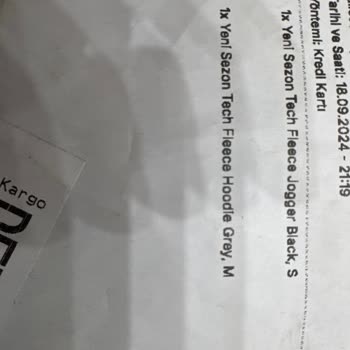 Tarihi ve Saati: 18.09.2024 - 21:19
Yöntemi: Kredi Kartı
1x Yeni Sezon Tech Fleece Jogger Black, S
1x Yeni Sezon Tech Fleece Hoodie Grey, M
Kargo